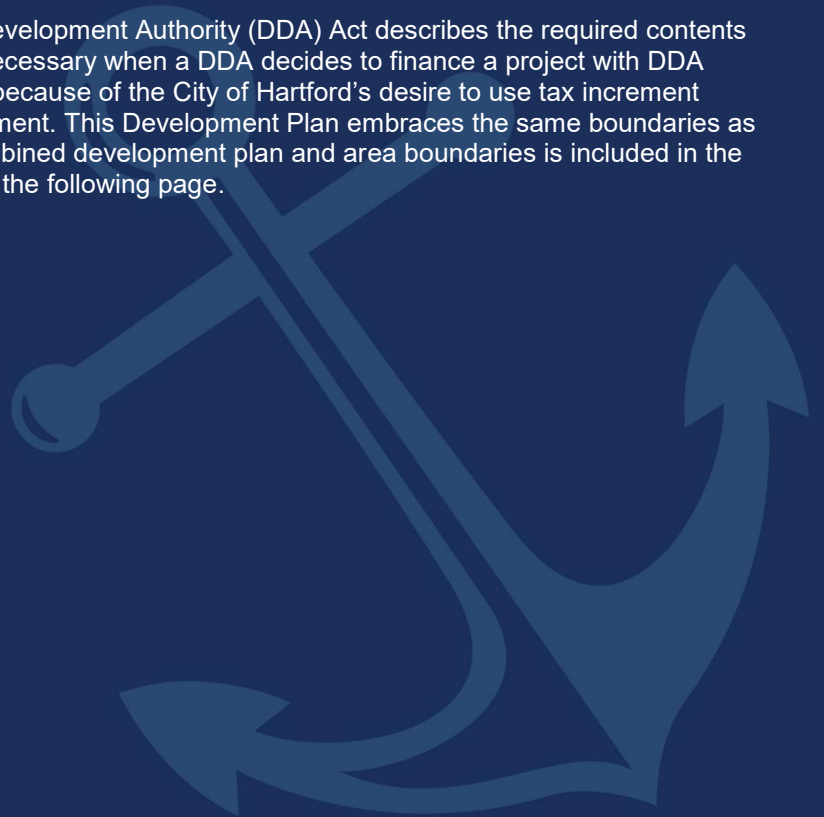 evelopment Authority (DDA) Act describes the required contents
ecessary when a DDA decides to finance a project with DDA
because of the City of Hartford’s desire to use tax increment
ment. This Development Plan embraces the same boundaries as
bined development plan and area boundaries is included in the
the following page.